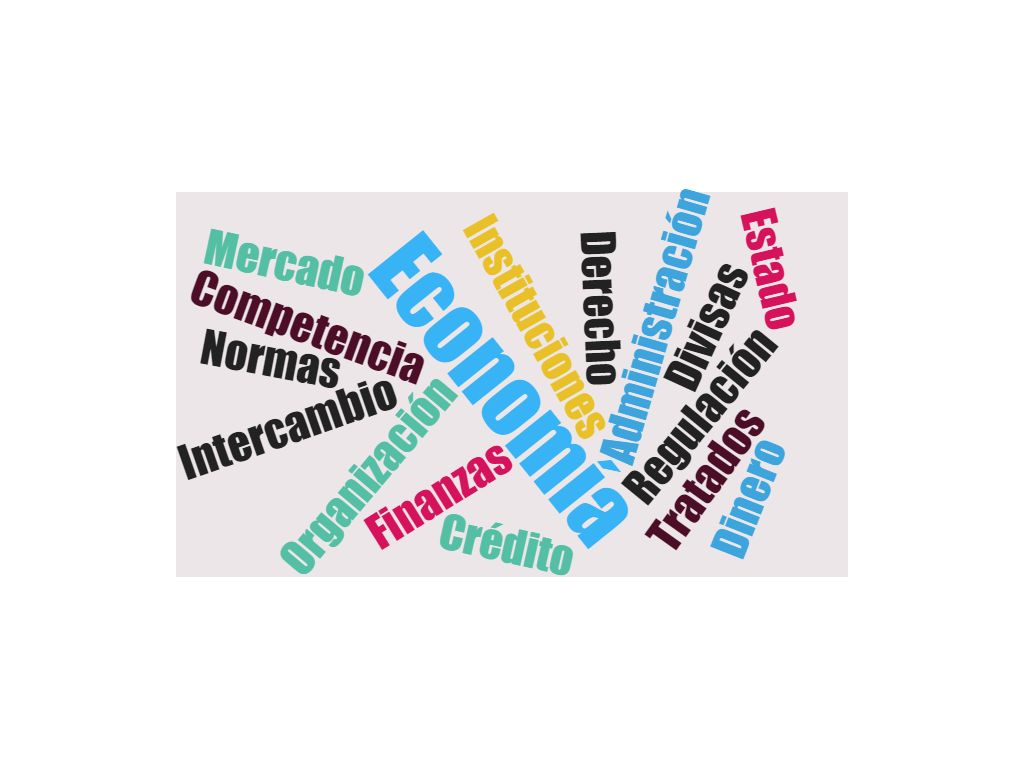 Mercado
Competencia
Normas
Intercambio
Organización
Finanzas
Crédito
Economía
Instituciones
Derecho
Administración
Divisas
Estado
Regulación
Tratados
Dinero